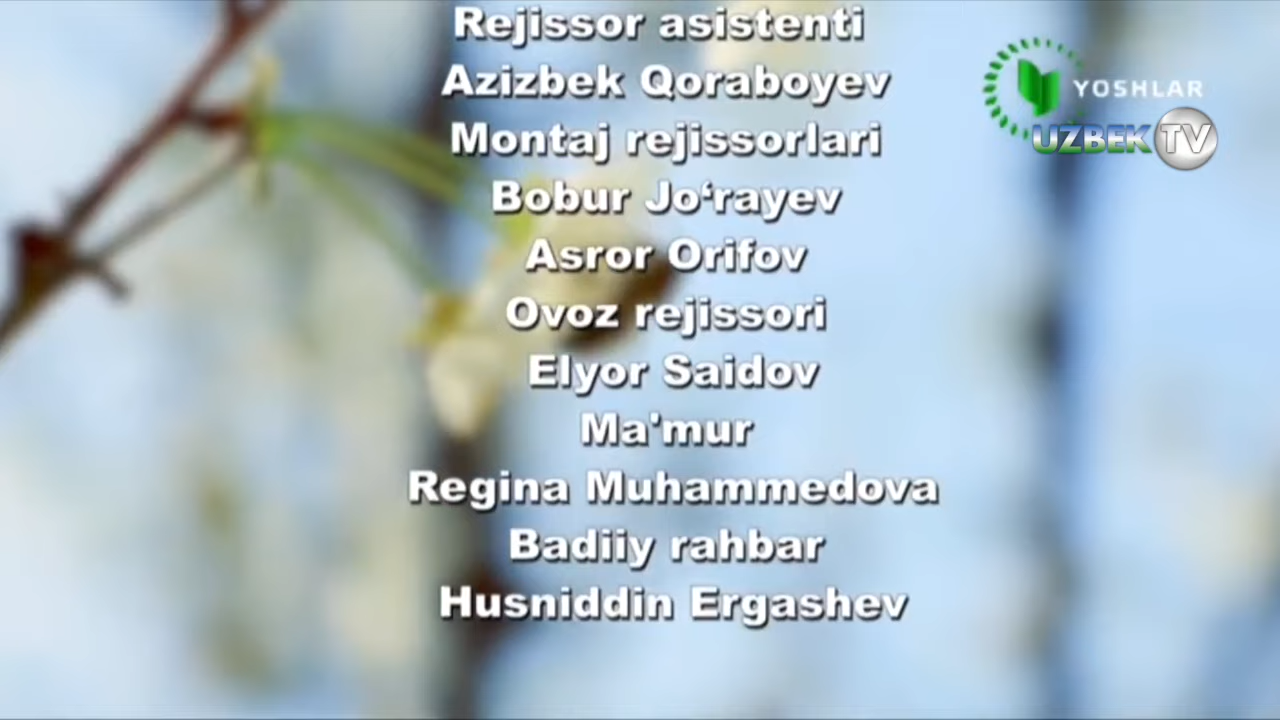 Rejissor asistenti
Azizbek Qoraboyev
Montaj rejissorlari
Bobur Jo‘rayev
Asror Orifov
Ovoz rejissori
Elyor Saidov
Ma'mur
Regina Muhammedova
Badiiy rahbar
Husniddin Ergashev
YOSHLAR
UZBEK TV